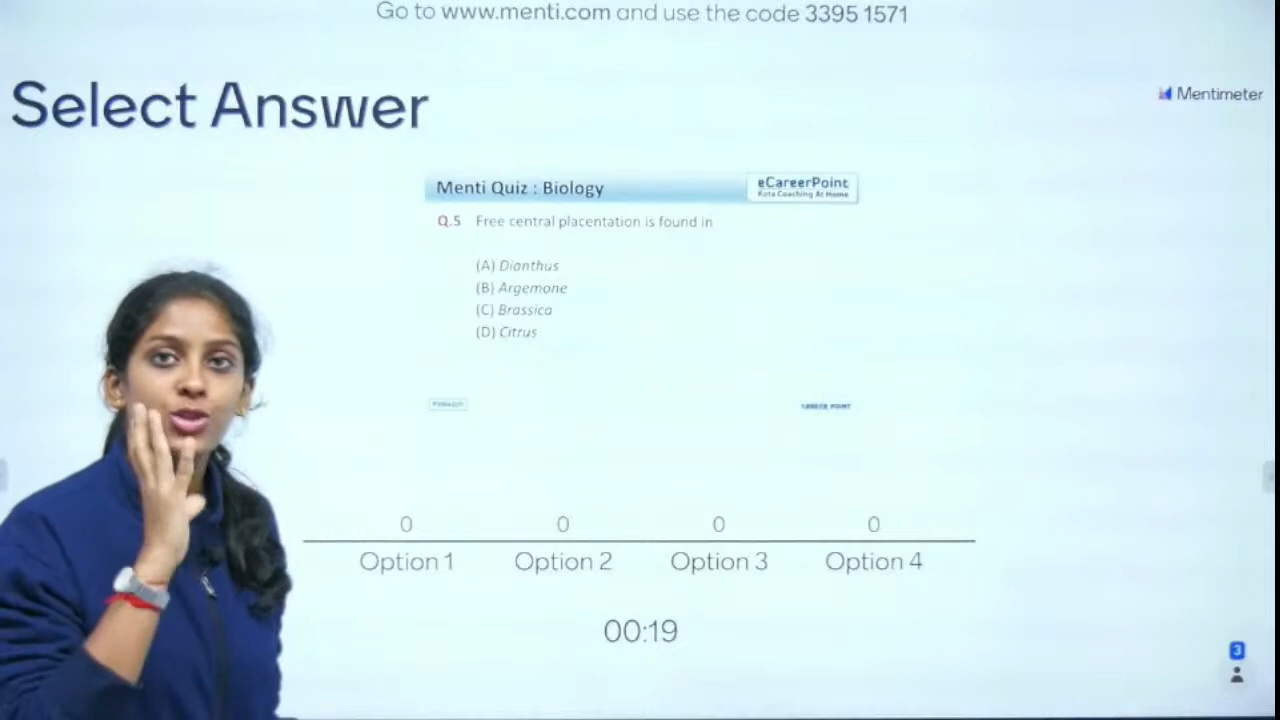 Go to www.menti.com and use the code 3395 1571
Select Answer
Mentimeter
Menti Quiz : Biology
eCareerPoint
Kota Coaching At Home
Q.5 Free central placentation is found in
(A) Dianthus
(B) Argemone
(C) Brassica
(D) Citrus
CAREER POINT
0 0 0 0
Option 1 Option 2 Option 3 Option 4
00:19
3